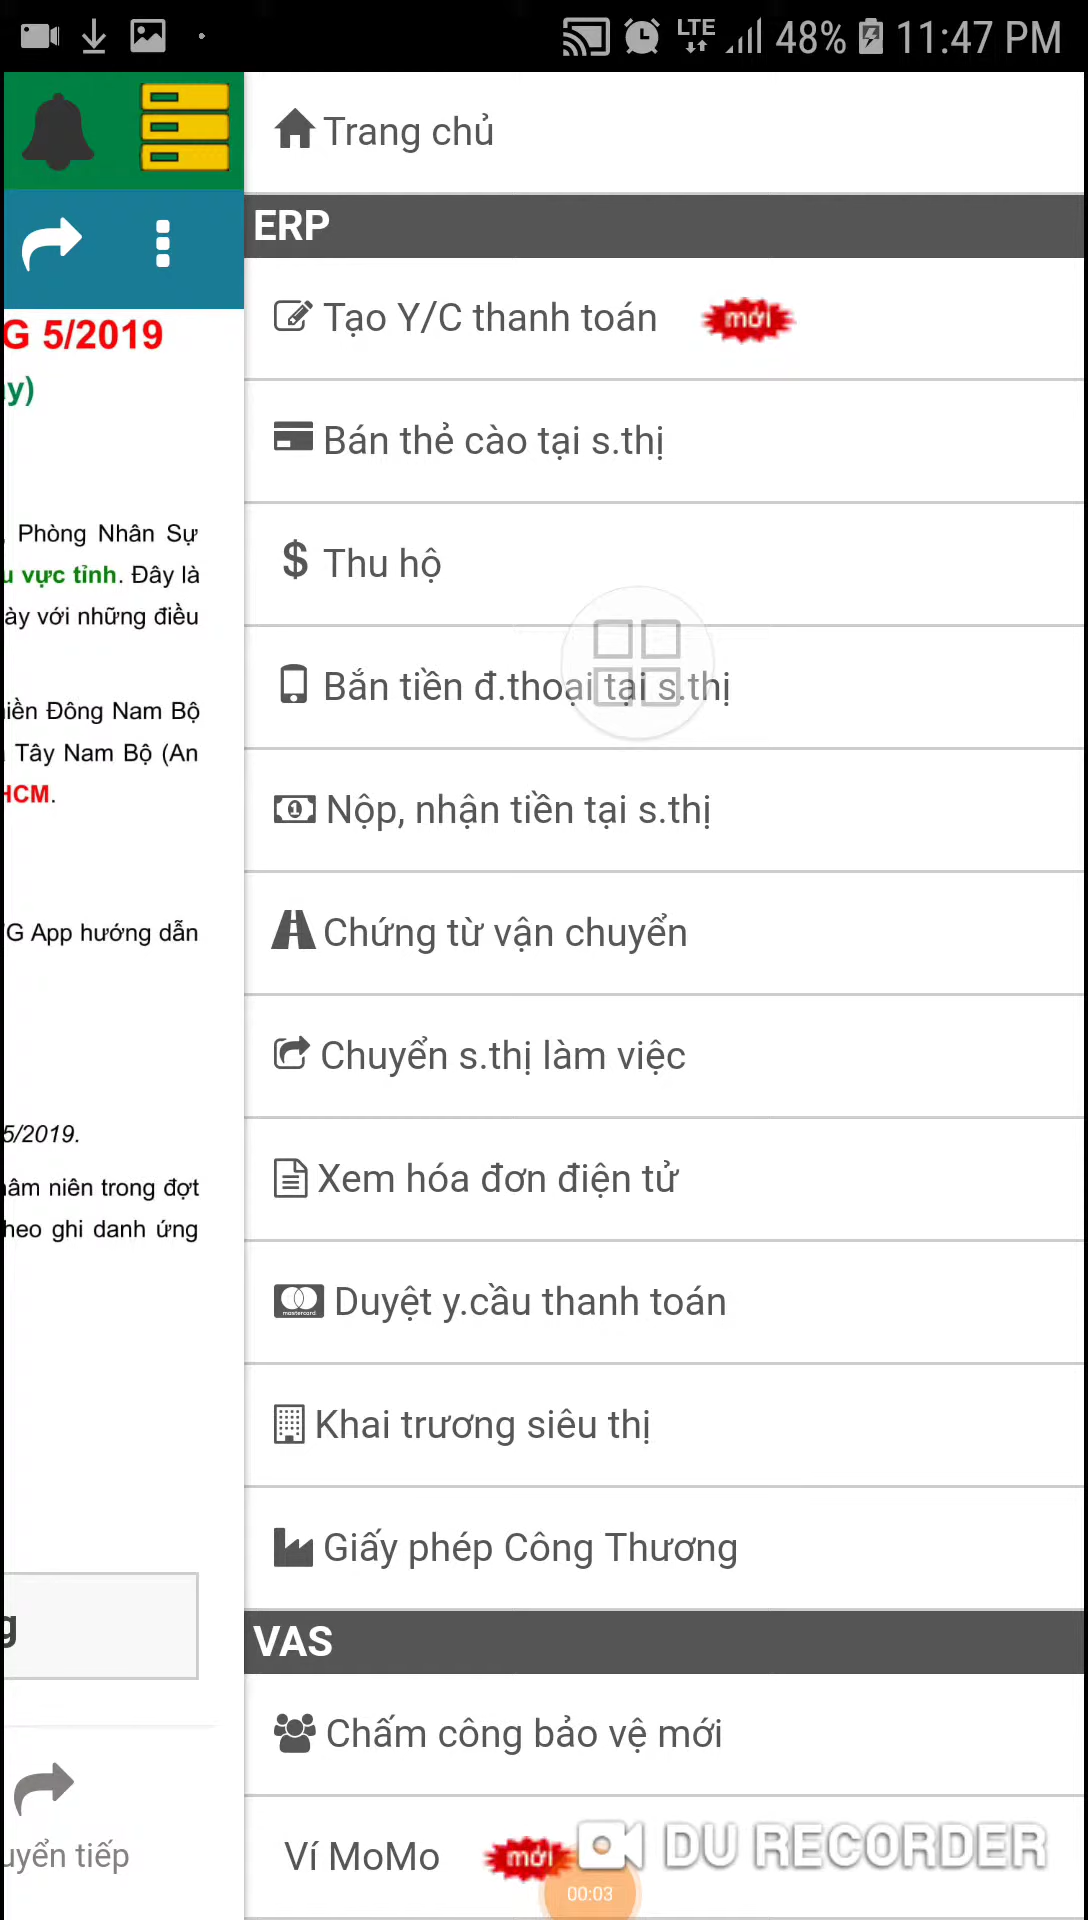 LTE 48% 11:47 PM
Trang chủ
ERP
G 5/2019
Tạo Y/C thanh toán mới
y)
Bán thẻ cào tại s.thị
, Phòng Nhân Sự
Thu hộ
u vực tỉnh. Đây là
ày với những điều
Bắn tiền đ.thoại tại s.thị
iền Đông Nam Bộ
Tây Nam Bộ (An
HCM.
Nộp, nhận tiền tại s.thị
G App hướng dẫn
Chứng từ vận chuyển
Chuyển s.thị làm việc
5/2019.
Xem hóa đơn điện tử
âm niên trong đợt
heo ghi danh ứng
mastercard
Duyệt y.cầu thanh toán
Khai trương siêu thị
Giấy phép Công Thương
g
VAS
Chấm công bảo vệ mới
uyển tiếp
Ví MoMo mới
DU RECORDER
00:03